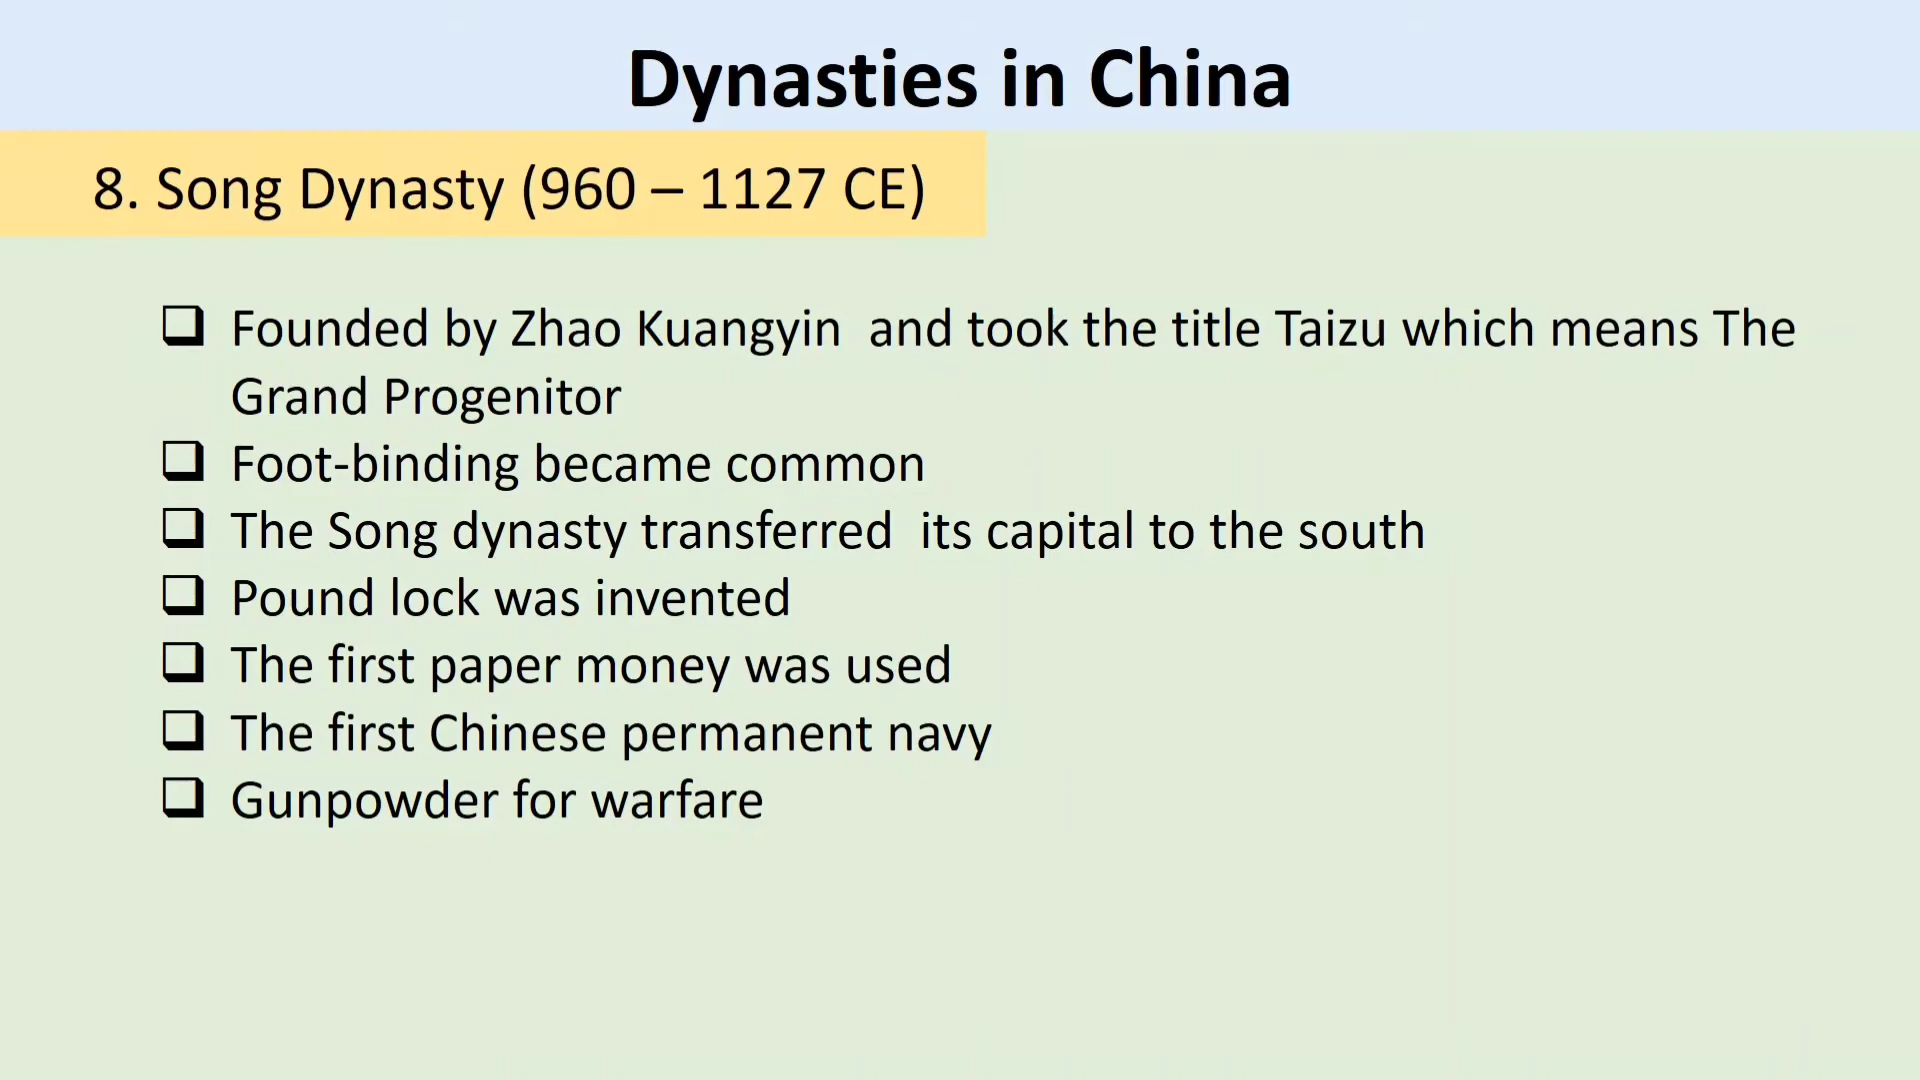 Dynasties in China
8. Song Dynasty (960 – 1127 CE)
❑ Founded by Zhao Kuangyin  and took the title Taizu which means The
Grand Progenitor
❑ Foot-binding became common
❑ The Song dynasty transferred  its capital to the south
❑ Pound lock was invented
❑ The first paper money was used
❑ The first Chinese permanent navy
❑ Gunpowder for warfare